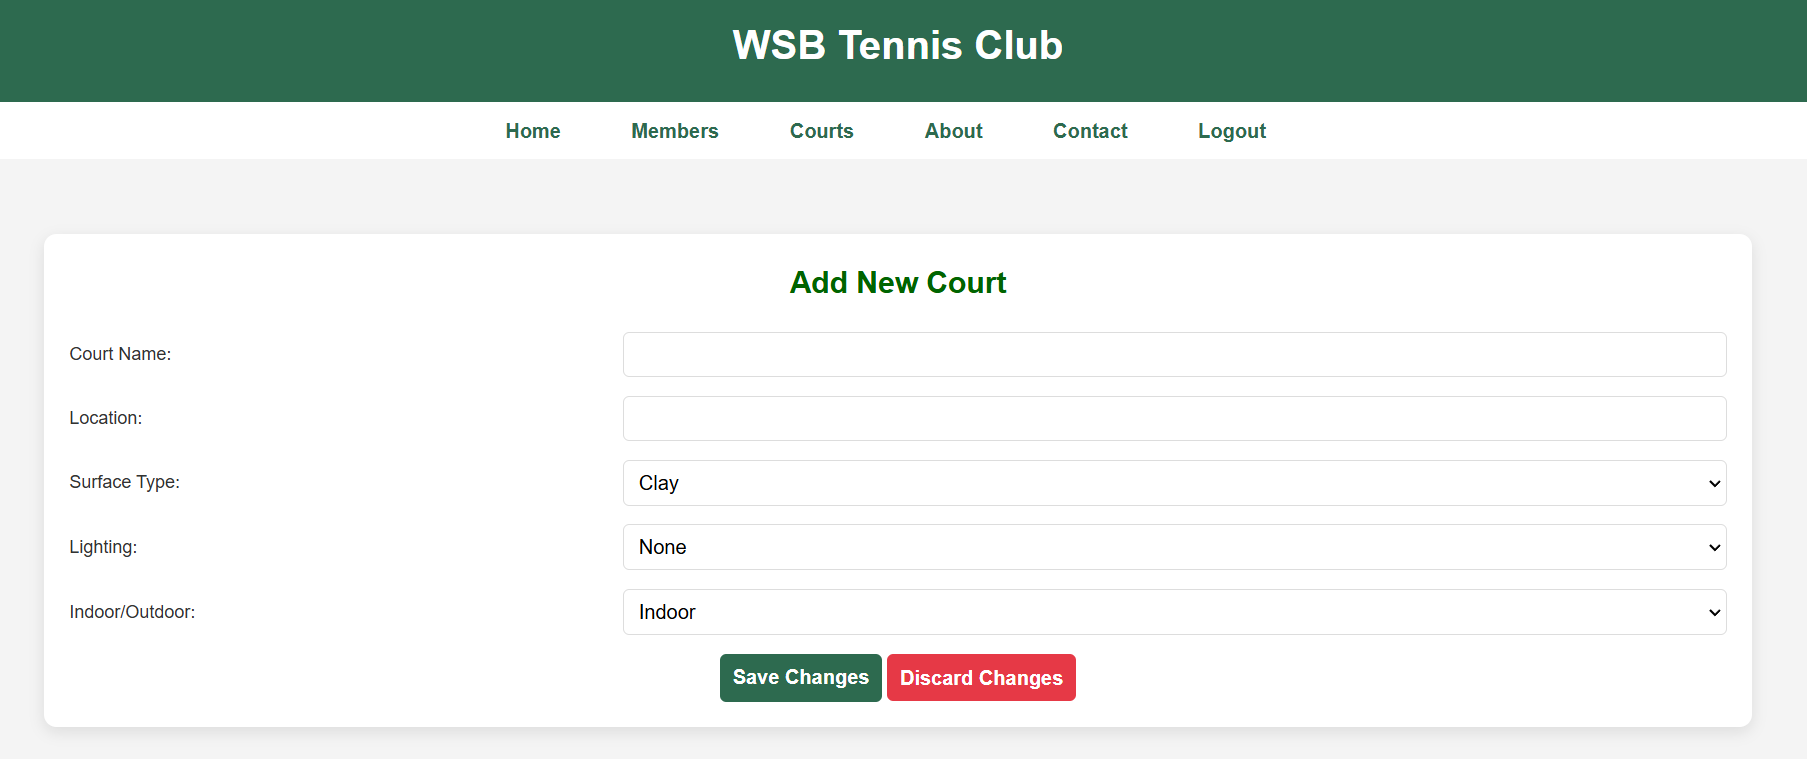 WSB Tennis Club
Home Members Courts About Contact Logout
Add New Court
Court Name:
Location:
Surface Type: Clay
Lighting: None
Indoor/Outdoor: Indoor
Save Changes Discard Changes